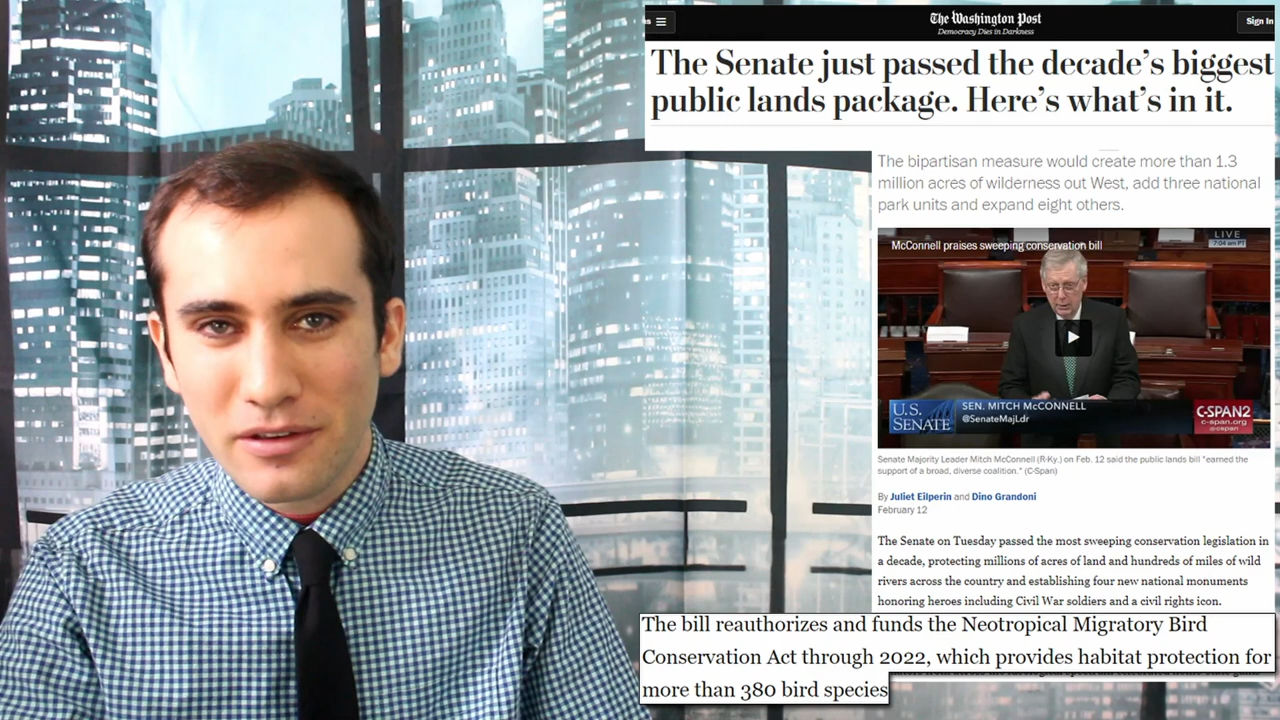 The Washington Post
Democracy Dies in Darkness
Sign In
The Senate just passed the decade's biggest
public lands package. Here's what's in it.
The bipartisan measure would create more than 1.3
million acres of wilderness out West, add three national
park units and expand eight others.
McConnell praises sweeping conservation bill
LIVE
7:04 am PT
U.S.
SENATE
SEN. MITCH McCONNELL
@SenateMajLdr
C-SPAN2
c-span.org
@cspan
Senate Majority Leader Mitch McConnell (R-Ky.) on Feb. 12 said the public lands bill "earned the
support of a broad, diverse coalition." (C-Span)
By Juliet Eilperin and Dino Grandoni
February 12
The Senate on Tuesday passed the most sweeping conservation legislation in
a decade, protecting millions of acres of land and hundreds of miles of wild
rivers across the country and establishing four new national monuments
honoring heroes including Civil War soldiers and a civil rights icon.
The bill reauthorizes and funds the Neotropical Migratory Bird
Conservation Act through 2022, which provides habitat protection for
more than 380 bird species